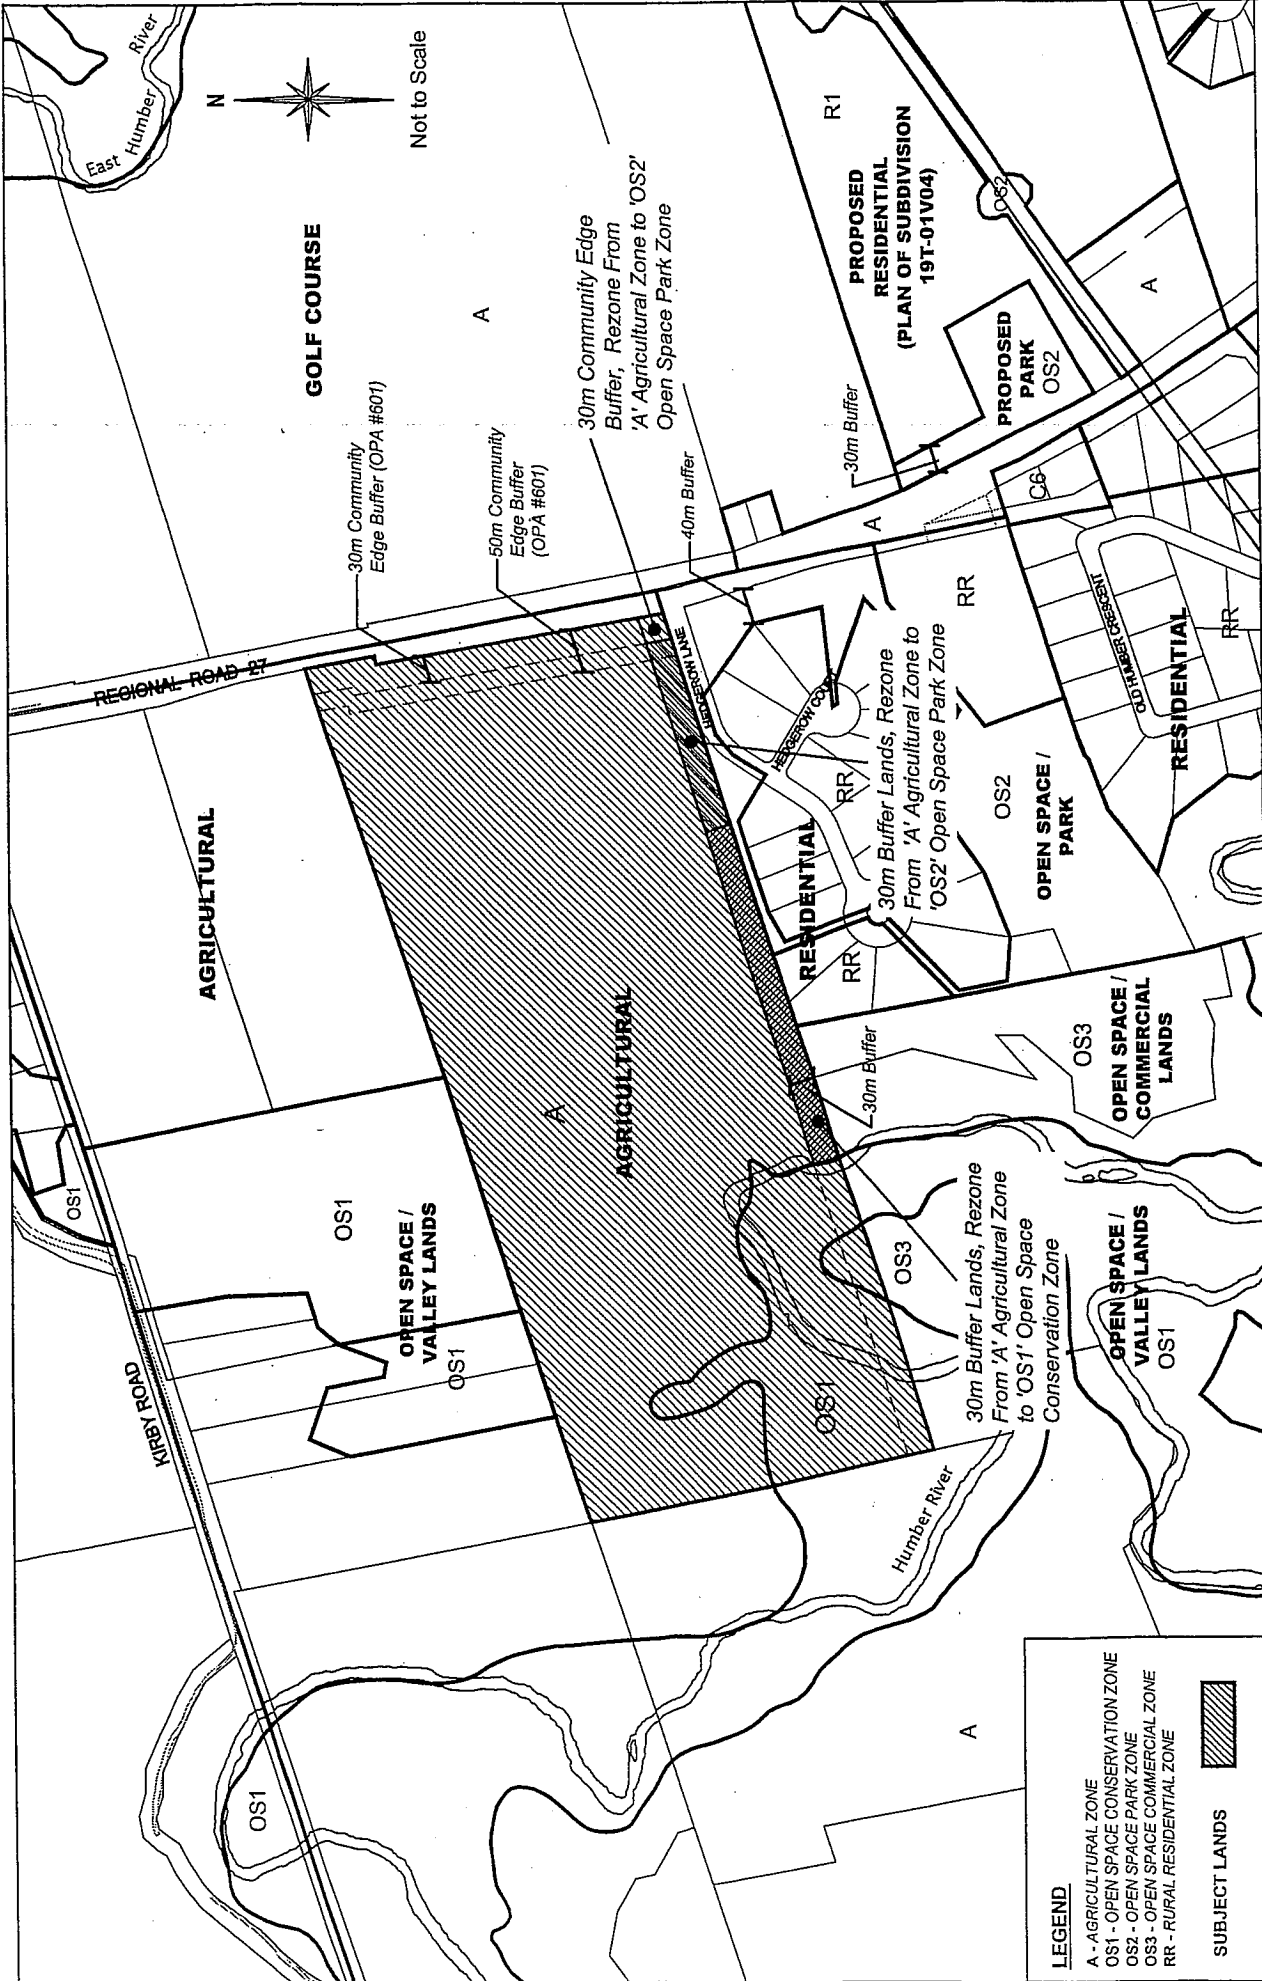 East Humber
River
N
Not to Scale
GOLF COURSE
A
30m Community
Edge Buffer (OPA #601)
50m Community
Edge Buffer
(OPA #601)
30m Community Edge
Buffer, Rezone From
'A' Agricultural Zone to 'OS2'
Open Space Park Zone
40m Buffer
30m Buffer
R1
PROPOSED
RESIDENTIAL
(PLAN OF SUBDIVISION
19T-01V04)
OS2
PROPOSED
PARK
OS2
A
A
C6
REGIONAL ROAD 27
AGRICULTURAL
A
AGRICULTURAL
HEDGEROW LANE
HEDGEROW COURT
RR
RR
RESIDENTIAL
RR
30m Buffer Lands, Rezone
From 'A' Agricultural Zone to
'OS2' Open Space Park Zone
OLD HUMBER CRESCENT
RESIDENTIAL
RR
OS2
OPEN SPACE /
PARK
KIRBY ROAD
OS1
OS1
OPEN SPACE /
VALLEY LANDS
OS1
OS1
OS3
30m Buffer
OS3
OPEN SPACE /
COMMERCIAL
LANDS
30m Buffer Lands, Rezone
From 'A' Agricultural Zone
to 'OS1' Open Space
Conservation Zone
OPEN SPACE /
VALLEY LANDS
OS1
Humber River
OS1
A
LEGEND
A - AGRICULTURAL ZONE
OS1 - OPEN SPACE CONSERVATION ZONE
OS2 - OPEN SPACE PARK ZONE
OS3 - OPEN SPACE COMMERCIAL ZONE
RR - RURAL RESIDENTIAL ZONE
SUBJECT LANDS